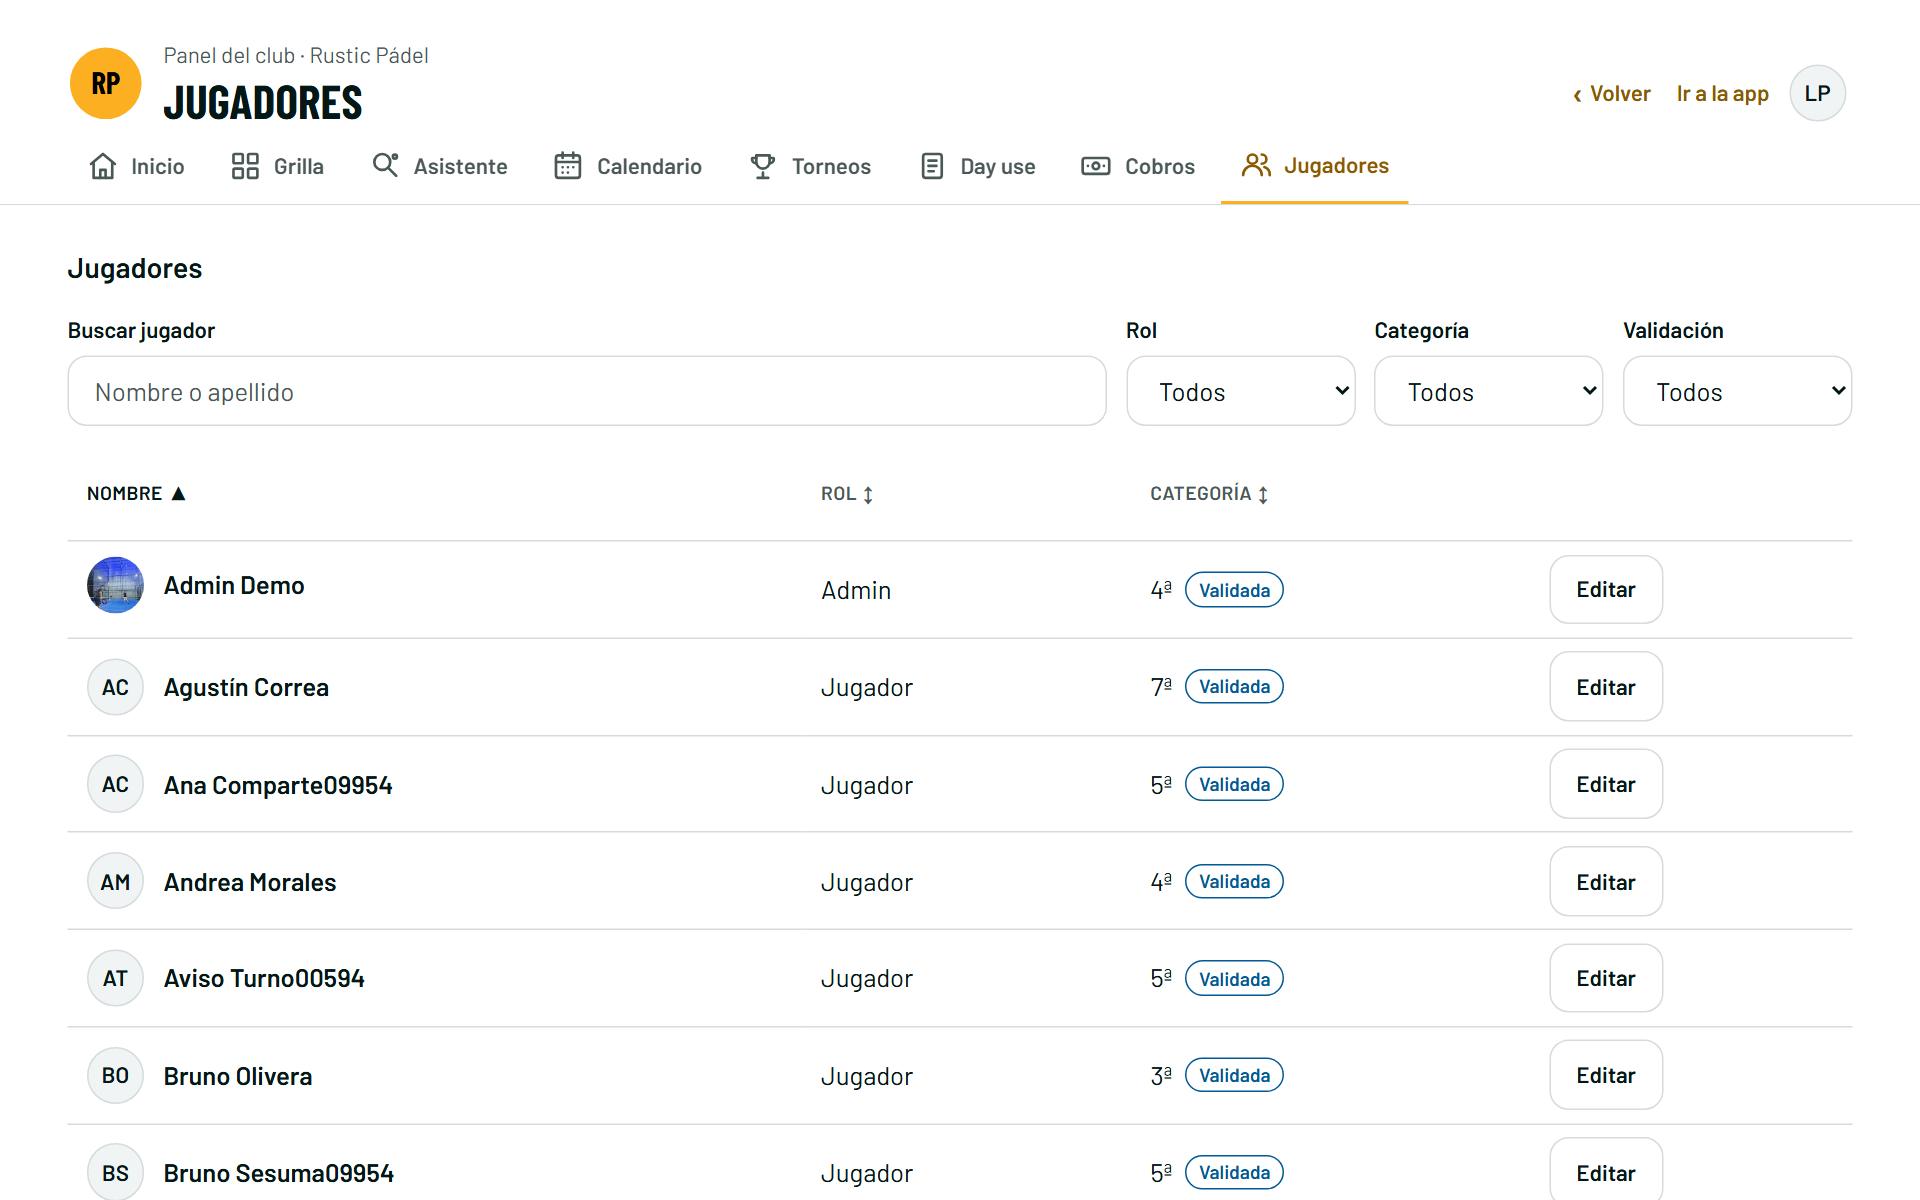 RP
Panel del club · Rustic Pádel
JUGADORES
‹ Volver
Ir a la app
LP
Inicio
Grilla
Asistente
Calendario
Torneos
Day use
Cobros
Jugadores
Jugadores
Buscar jugador
Rol
Categoría
Validación
Nombre o apellido
Todos
Todos
Todos
NOMBRE ▲
ROL ↕
CATEGORÍA ↕
Admin Demo
Admin
4ª Validada
Editar
AC
Agustín Correa
Jugador
7ª Validada
Editar
AC
Ana Comparte09954
Jugador
5ª Validada
Editar
AM
Andrea Morales
Jugador
4ª Validada
Editar
AT
Aviso Turno00594
Jugador
5ª Validada
Editar
BO
Bruno Olivera
Jugador
3ª Validada
Editar
BS
Bruno Sesuma09954
Jugador
5ª Validada
Editar